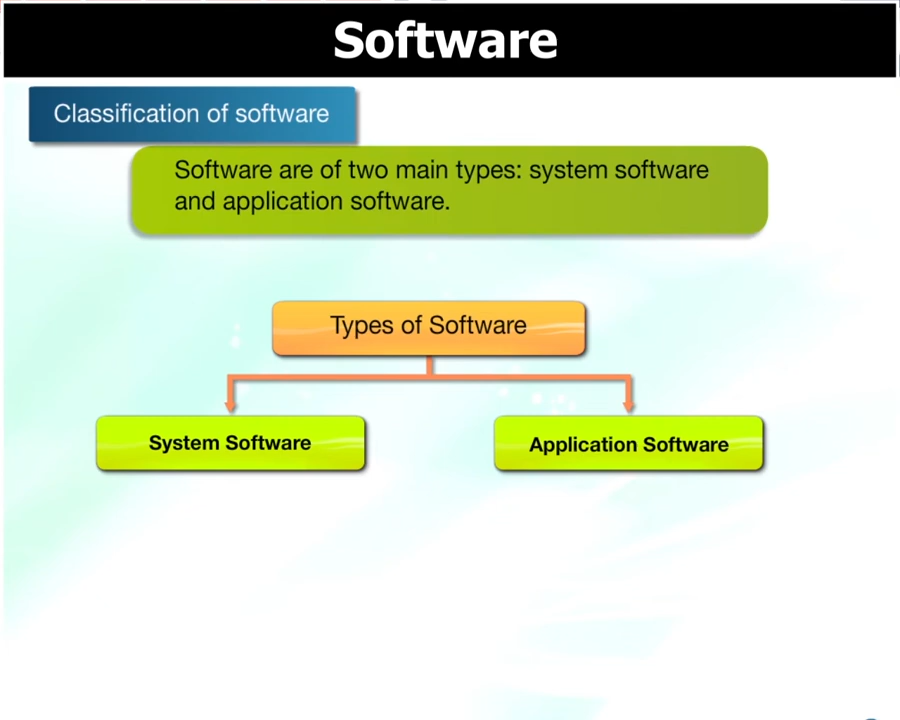 Software
Classification of software
Software are of two main types: system software
and application software.
Types of Software
System Software
Application Software